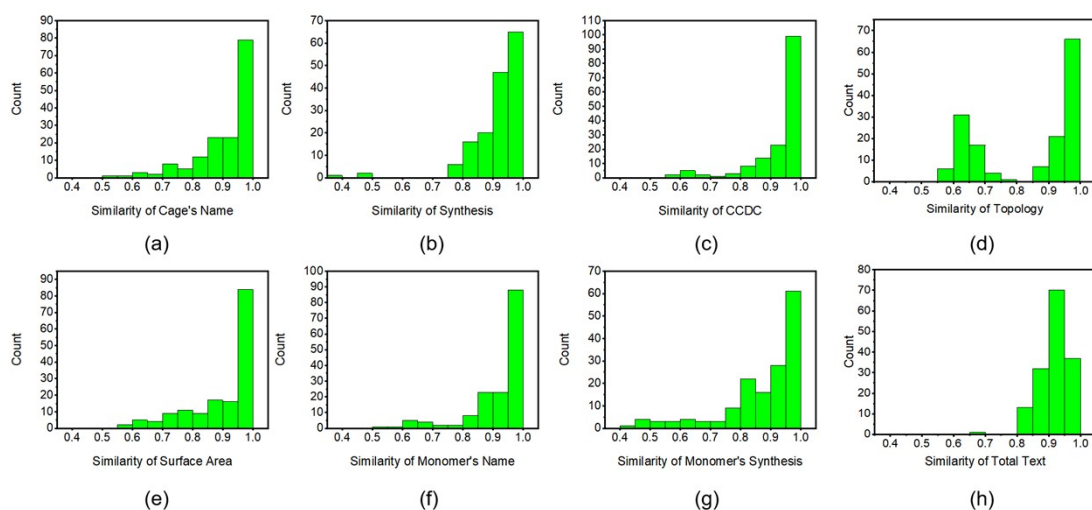 90
80
70
60
50
40
30
20
10
0
Count
0.4 0.5 0.6 0.7 0.8 0.9 1.0
Similarity of Cage's Name
(a)
70
60
50
40
30
20
10
0
Count
0.4 0.5 0.6 0.7 0.8 0.9 1.0
Similarity of Synthesis
(b)
110
100
90
80
70
60
50
40
30
20
10
0
Count
0.4 0.5 0.6 0.7 0.8 0.9 1.0
Similarity of CCDC
(c)
80
70
60
50
40
30
20
10
0
Count
0.4 0.5 0.6 0.7 0.8 0.9 1.0
Similarity of Topology
(d)
90
80
70
60
50
40
30
20
10
0
Count
0.4 0.5 0.6 0.7 0.8 0.9 1.0
Similarity of Surface Area
(e)
100
90
80
70
60
50
40
30
20
10
0
Count
0.4 0.5 0.6 0.7 0.8 0.9 1.0
Similarity of Monomer's Name
(f)
70
60
50
40
30
20
10
0
Count
0.4 0.5 0.6 0.7 0.8 0.9 1.0
Similarity of Monomer's Synthesis
(g)
80
70
60
50
40
30
20
10
0
Count
0.4 0.5 0.6 0.7 0.8 0.9 1.0
Similarity of Total Text
(h)